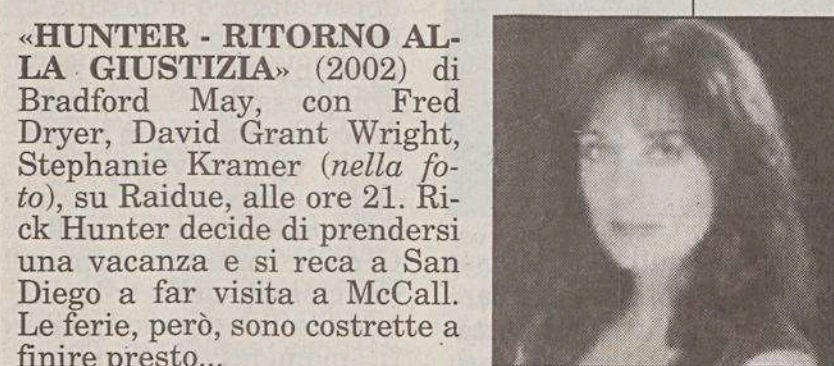 «HUNTER - RITORNO AL-
LA GIUSTIZIA» (2002) di
Bradford May, con Fred
Dryer, David Grant Wright,
Stephanie Kramer (nella fo-
to), su Raidue, alle ore 21. Ri-
ck Hunter decide di prendersi
una vacanza e si reca a San
Diego a far visita a McCall.
Le ferie, però, sono costrette a
finire presto...